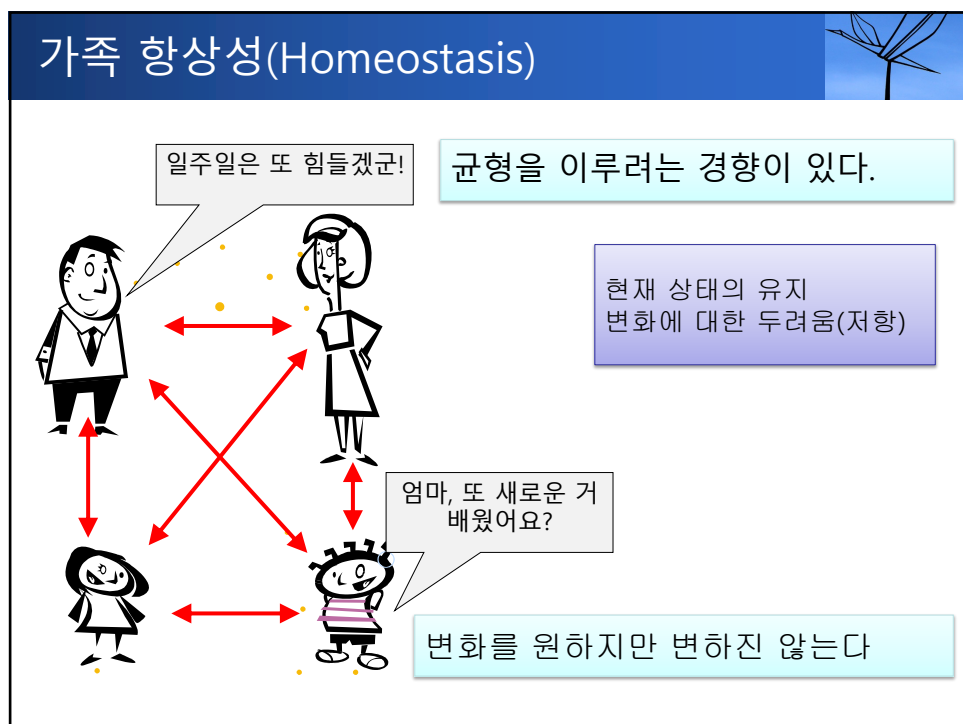 가족 항상성(Homeostasis)
일주일은 또 힘들겠군!
균형을 이루려는 경향이 있다.
현재 상태의 유지
변화에 대한 두려움(저항)
엄마, 또 새로운 거
배웠어요?
변화를 원하지만 변하진 않는다